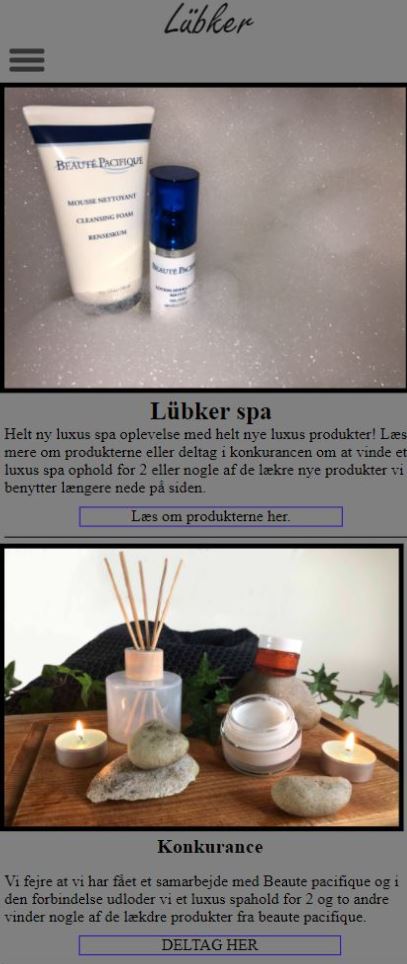 Lübker
BEAUTÉ PACIFIQUE
MOUSSE NETTOYANT
CLEANSING FOAM
RENSESKUM
BEAUTÉ PACIF
Lübker spa
Helt ny luxus spa oplevelse med helt nye luxus produkter! Læs
mere om produkterne eller deltag i konkurancen om at vinde et
luxus spa ophold for 2 eller nogle af de lækre nye produkter vi
benytter længere nede på siden.
Læs om produkterne her.
Konkurance
Vi fejre at vi har fået et samarbejde med Beaute pacifique og i
den forbindelse udloder vi et luxus spahold for 2 og to andre
vinder nogle af de lækdre produkter fra beaute pacifique.
DELTAG HER